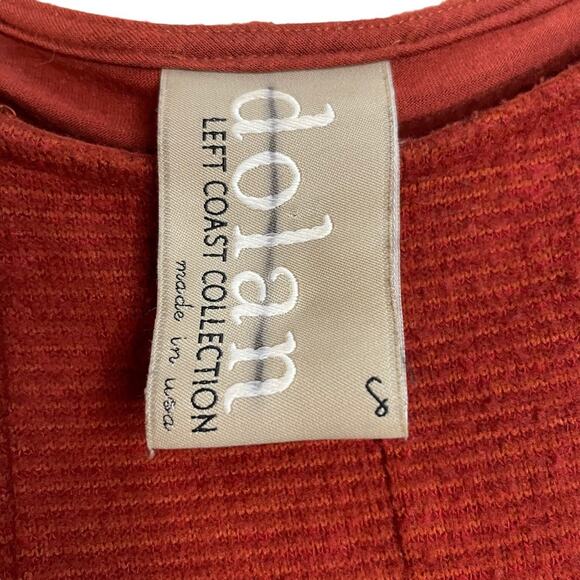 dolan
LEFT COAST COLLECTION
made in usa
s